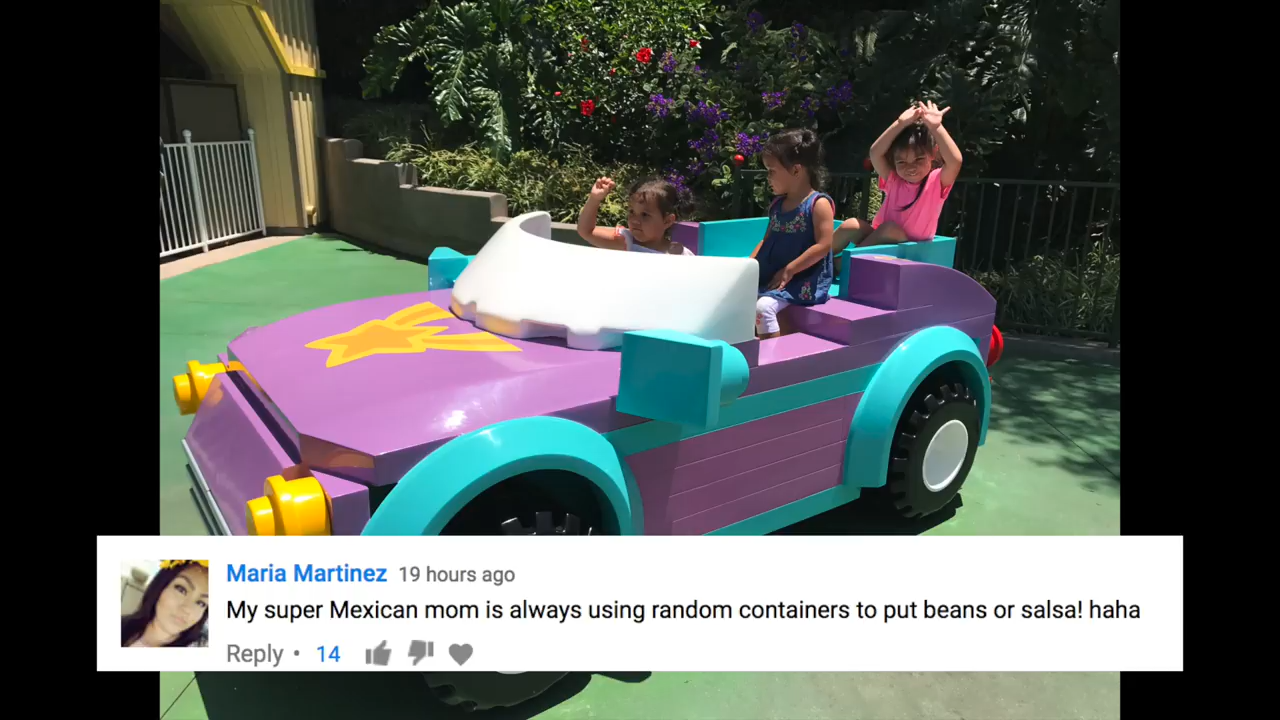 Maria Martinez 19 hours ago
My super Mexican mom is always using random containers to put beans or salsa! haha
Reply • 14